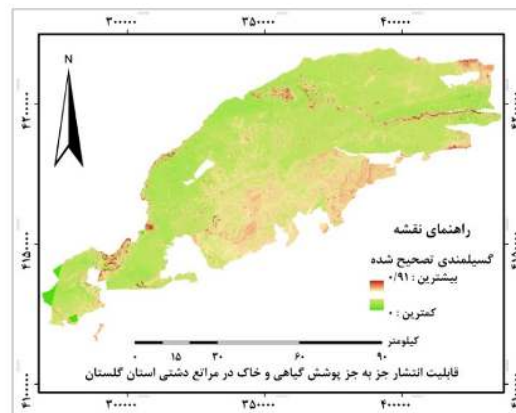 ۳۰۰۰۰۰ ۳۵۰۰۰۰ ۴۰۰۰۰۰
N
۴۲۰۰۰۰۰
۴۱۵۰۰۰۰
۴۱۰۰۰۰۰
۴۲۰۰۰۰۰
۴۱۵۰۰۰۰
راهنمای نقشه
گسیلمندی تصحیح شده
بیشترین : ۰/۹۱
کمترین : ۰
کیلومتر
۰ ۱۵ ۳۰ ۶۰ ۹۰
قابلیت انتشار جز به جز پوشش گیاهی و خاک در مراتع دشتی استان گلستان
۳۰۰۰۰۰ ۳۵۰۰۰۰ ۴۰۰۰۰۰